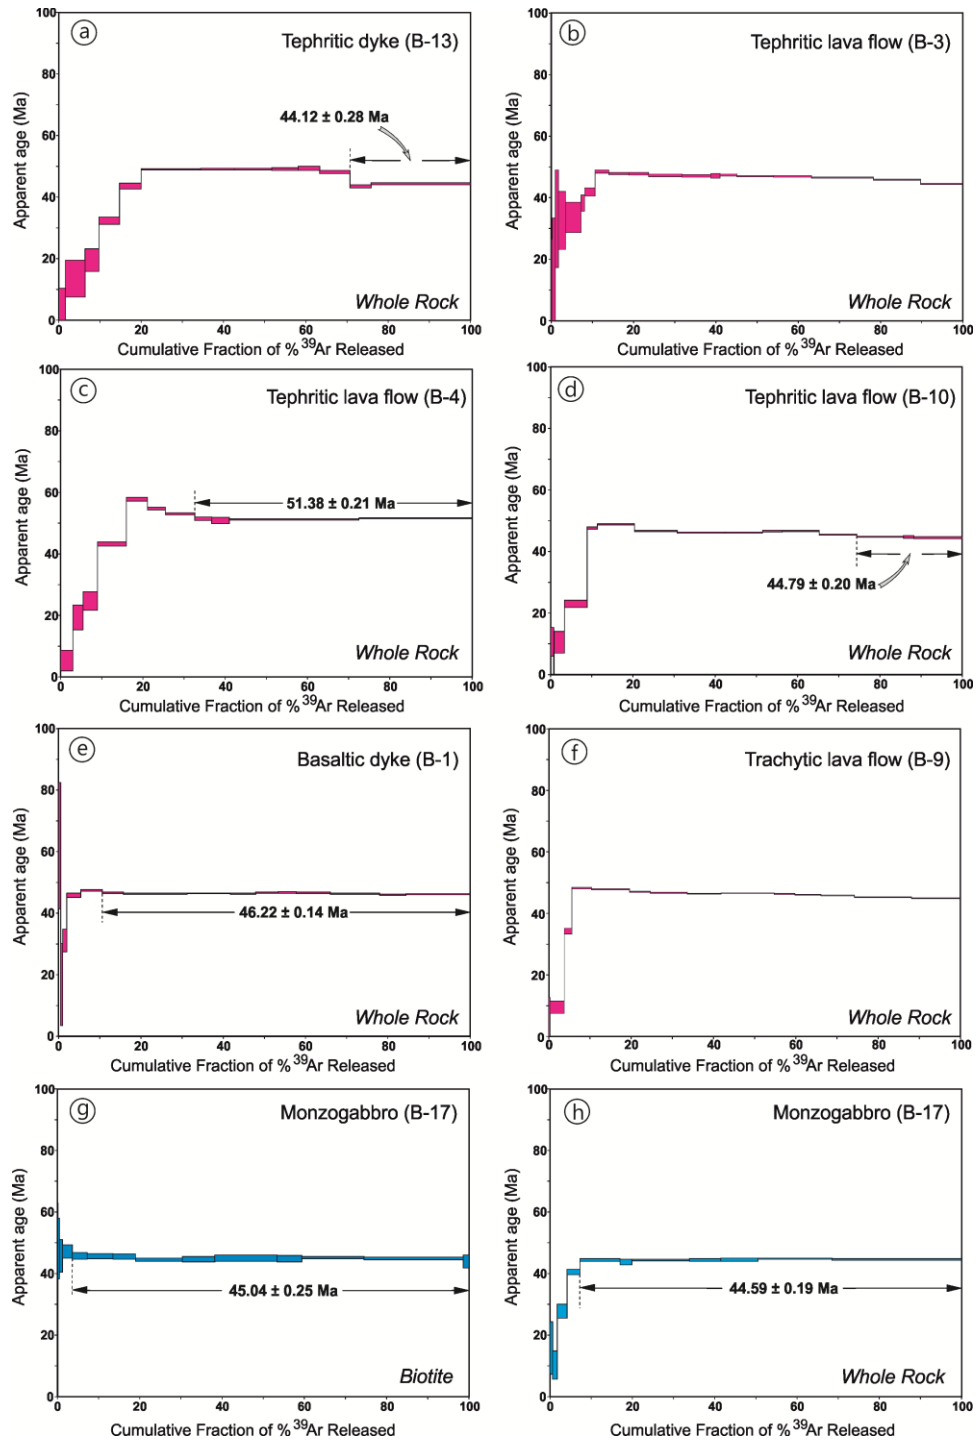 a
Tephritic dyke (B-13)
44.12 ± 0.28 Ma
Whole Rock
Apparent age (Ma)
100
80
60
40
20
0
0 20 40 60 80 100
Cumulative Fraction of % ³⁹Ar Released
b
Tephritic lava flow (B-3)
Whole Rock
Apparent age (Ma)
100
80
60
40
20
0
0 20 40 60 80 100
Cumulative Fraction of % ³⁹Ar Released
c
Tephritic lava flow (B-4)
51.38 ± 0.21 Ma
Whole Rock
Apparent age (Ma)
100
80
60
40
20
0
0 20 40 60 80 100
Cumulative Fraction of % ³⁹Ar Released
d
Tephritic lava flow (B-10)
44.79 ± 0.20 Ma
Whole Rock
Apparent age (Ma)
100
80
60
40
20
0
0 20 40 60 80 100
Cumulative Fraction of % ³⁹Ar Released
e
Basaltic dyke (B-1)
46.22 ± 0.14 Ma
Whole Rock
Apparent age (Ma)
100
80
60
40
20
0
0 20 40 60 80 100
Cumulative Fraction of % ³⁹Ar Released
f
Trachytic lava flow (B-9)
Whole Rock
Apparent age (Ma)
100
80
60
40
20
0
0 20 40 60 80 100
Cumulative Fraction of % ³⁹Ar Released
g
Monzogabbro (B-17)
45.04 ± 0.25 Ma
Biotite
Apparent age (Ma)
100
80
60
40
20
0
0 20 40 60 80 100
Cumulative Fraction of % ³⁹Ar Released
h
Monzogabbro (B-17)
44.59 ± 0.19 Ma
Whole Rock
Apparent age (Ma)
100
80
60
40
20
0
0 20 40 60 80 100
Cumulative Fraction of % ³⁹Ar Released